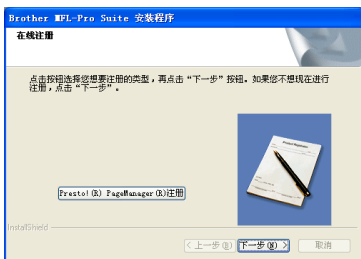 Brother MFL-Pro Suite 安装程序
在线注册
点击按钮选择您想要注册的类型，再点击“下一步”按钮。如果您不想现在进行
注册，点击“下一步”。
Presto!(R) PageManager(R)注册
InstallShield
<上一步(B) 下一步(N) > 取消